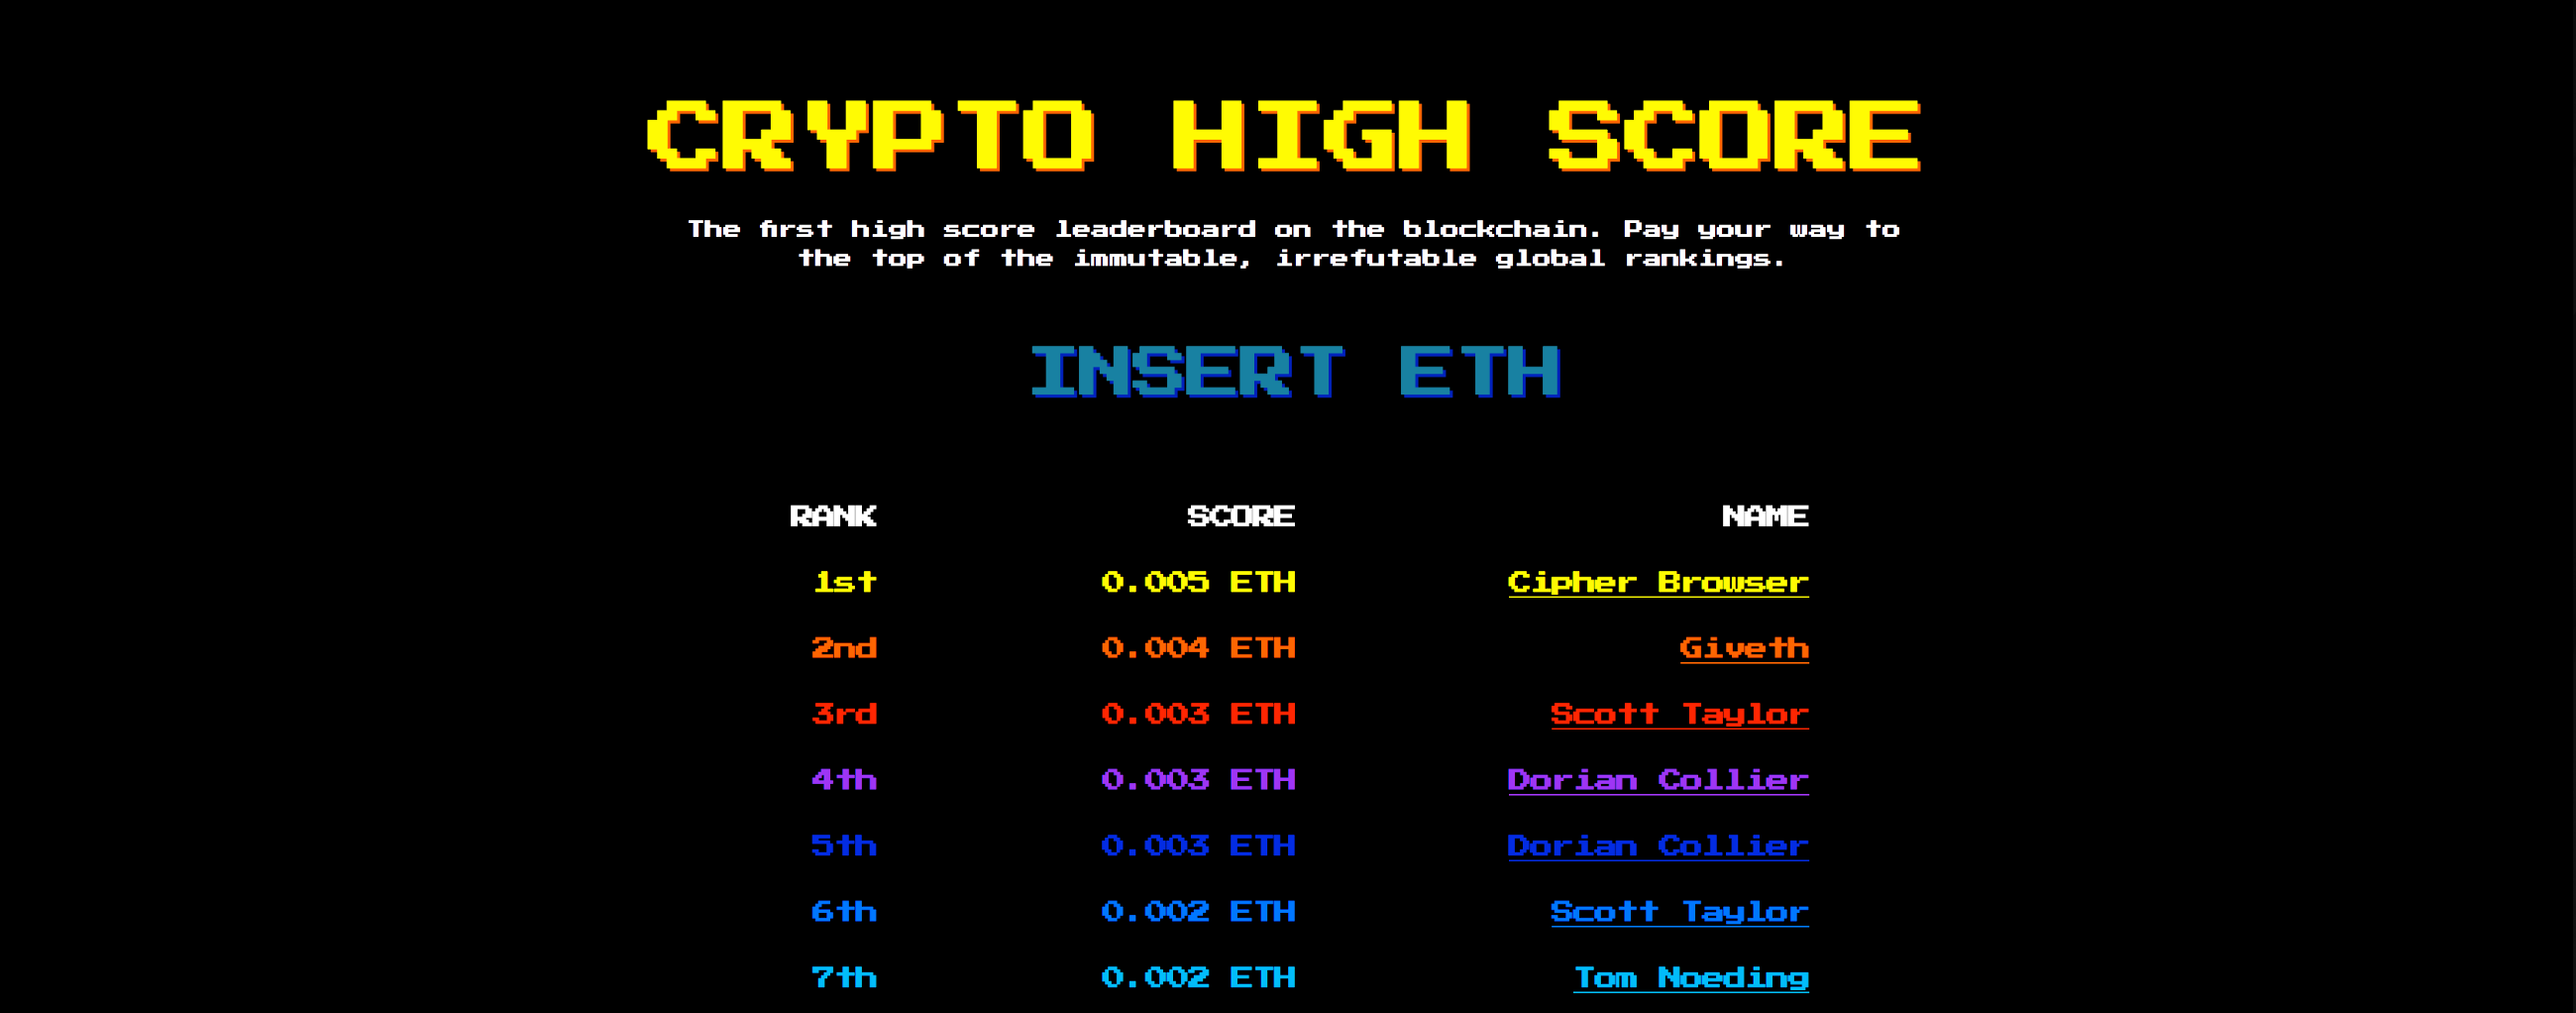 CRYPTO HIGH SCORE
The first high score leaderboard on the blockchain. Pay your way to
the top of the immutable, irrefutable global rankings.
INSERT ETH
RANK SCORE NAME
1st 0.005 ETH Cipher Browser
2nd 0.004 ETH Giveth
3rd 0.003 ETH Scott Taylor
4th 0.003 ETH Dorian Collier
5th 0.003 ETH Dorian Collier
6th 0.002 ETH Scott Taylor
7th 0.002 ETH Tom Noeding